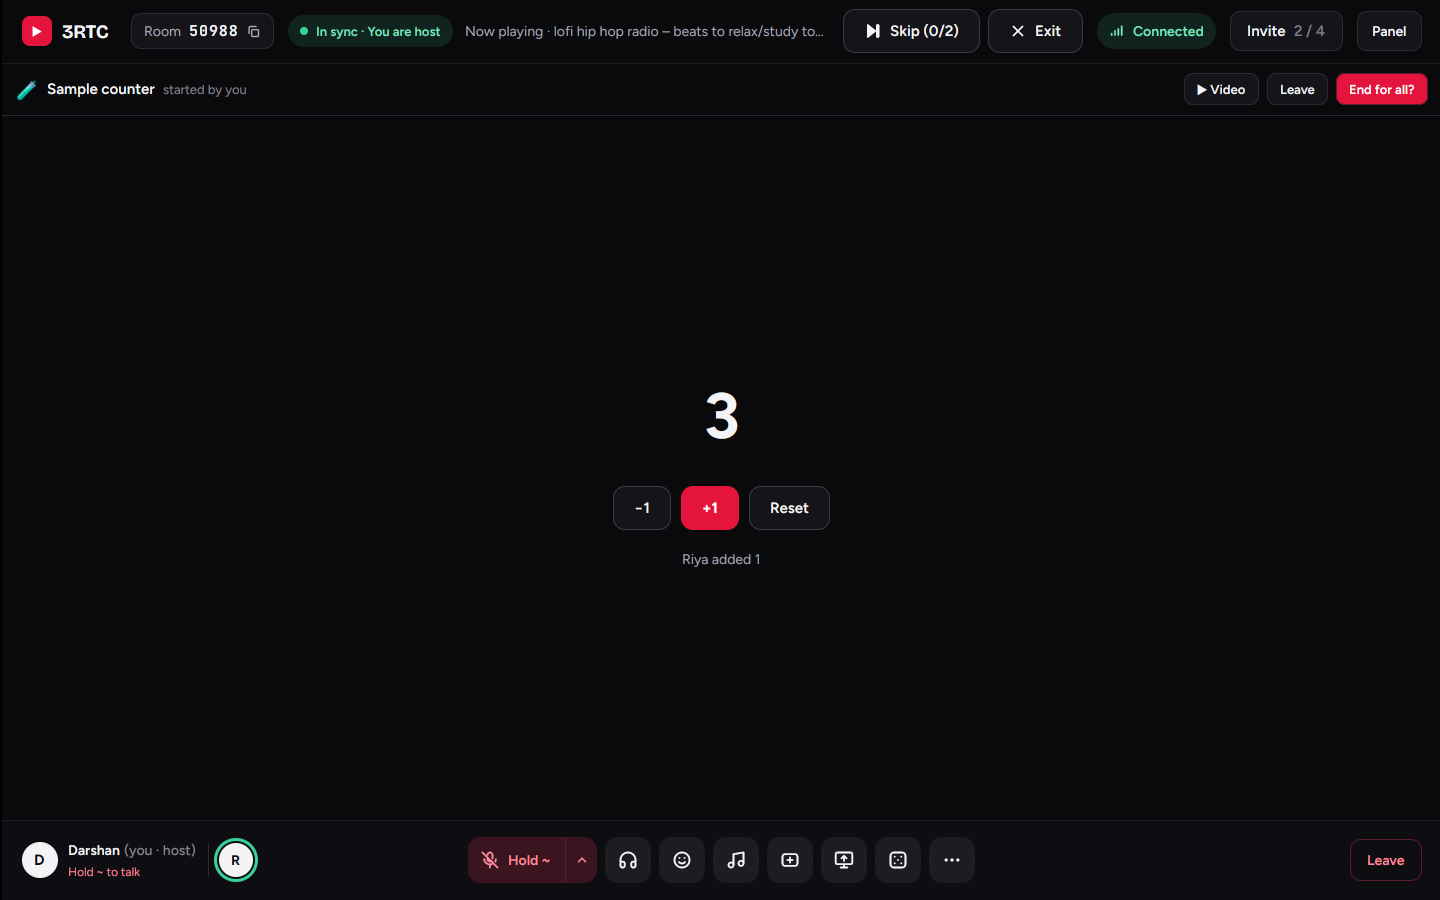 3RTC
Room 50988
In sync · You are host
Now playing · lofi hip hop radio – beats to relax/study to...
Skip (0/2)
Exit
Connected
Invite 2 / 4
Panel
Sample counter started by you
Video
Leave
End for all?
3
−1
+1
Reset
Riya added 1
D
Darshan (you · host)
Hold ~ to talk
R
Hold ~
Leave